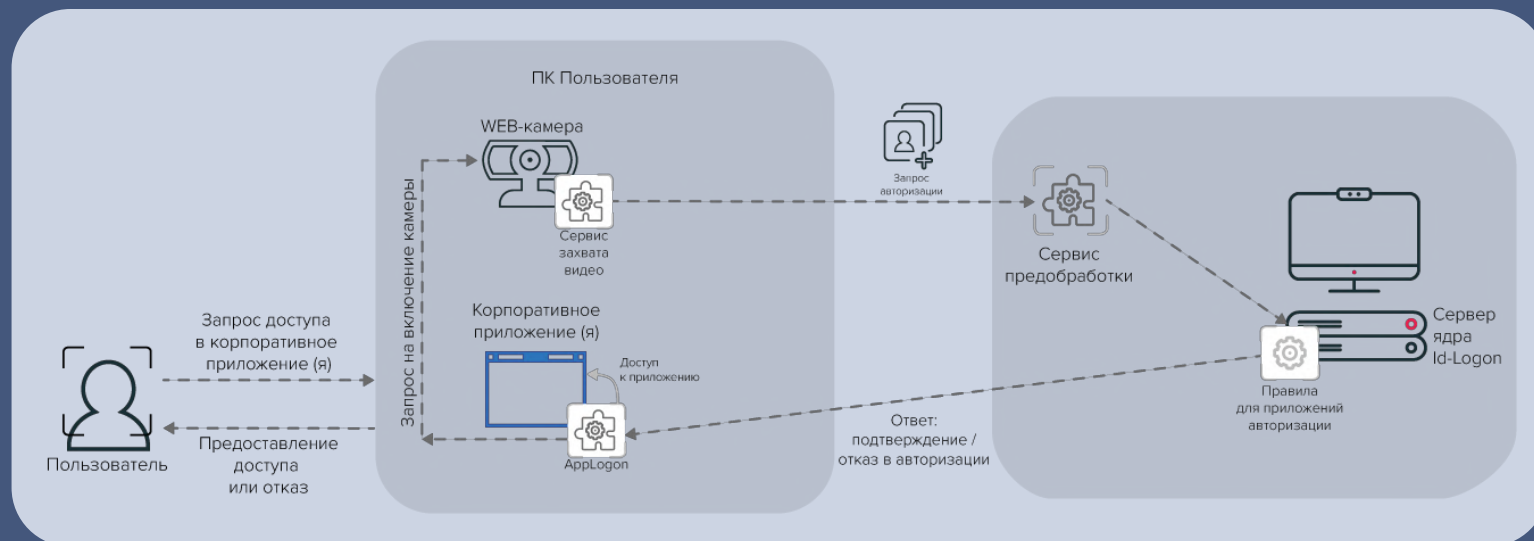 ПК Пользователя
WEB-камера
Сервис
захвата
видео
Запрос на включение камеры
Корпоративное
приложение (я)
Доступ
к приложению
AppLogon
Запрос доступа
в корпоративное
приложение (я)
Пользователь
Предоставление
доступа
или отказ
Запрос
авторизации
Сервис
предобработки
Сервер
ядра
Id-Logon
Правила
для приложений
авторизации
Ответ:
подтверждение /
отказ в авторизации